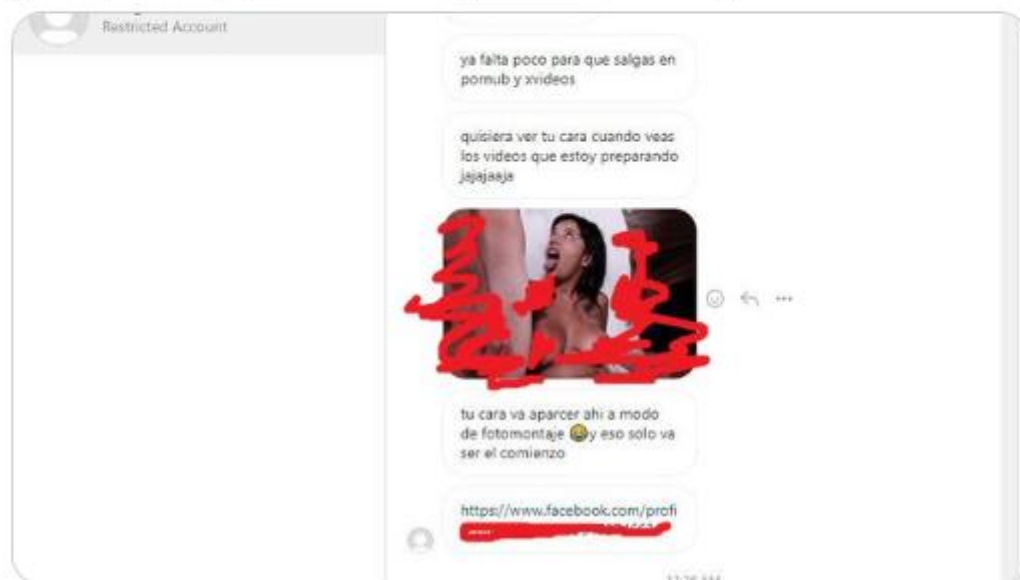 Restricted Account
ya falta poco para que salgas en
pornub y xvideos
quisiera ver tu cara cuando veas
los videos que estoy preparando
jajajaaja
tu cara va aparcer ahi a modo
de fotomontaje 😭y eso solo va
ser el comienzo
https://www.facebook.com/profi